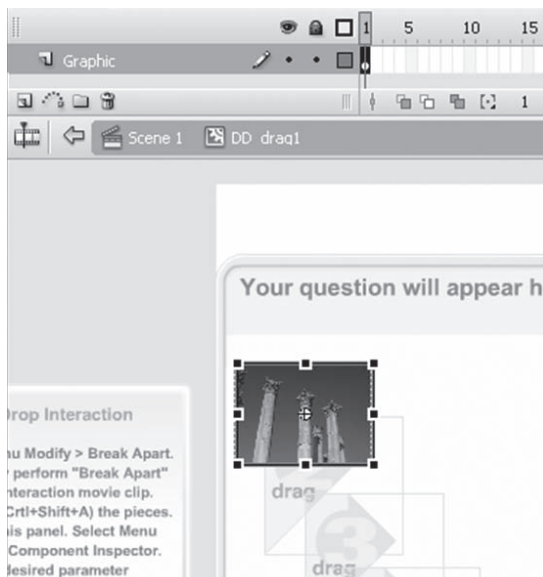 1 5 10 15
Graphic
1
Scene 1 DD drag1
Your question will appear h
Drop Interaction
nu Modify > Break Apart.
perform "Break Apart"
nteraction movie clip.
Crtl+Shift+A) the pieces.
his panel. Select Menu
Component Inspector.
desired parameter
drag
3
drag